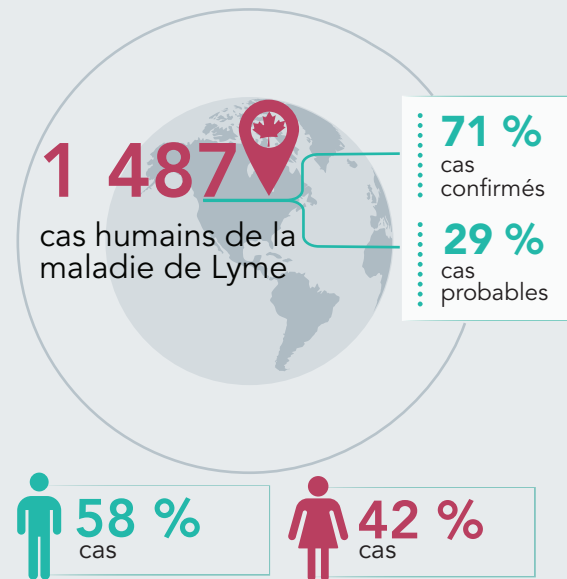 1 487
cas humains de la
maladie de Lyme
71 %
cas
confirmés
29 %
cas
probables
58 %
cas
42 %
cas